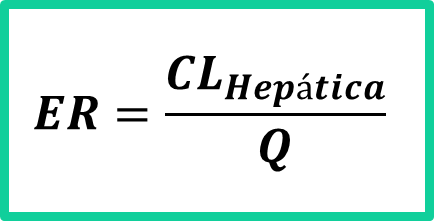 ER = CL_Hepática / Q